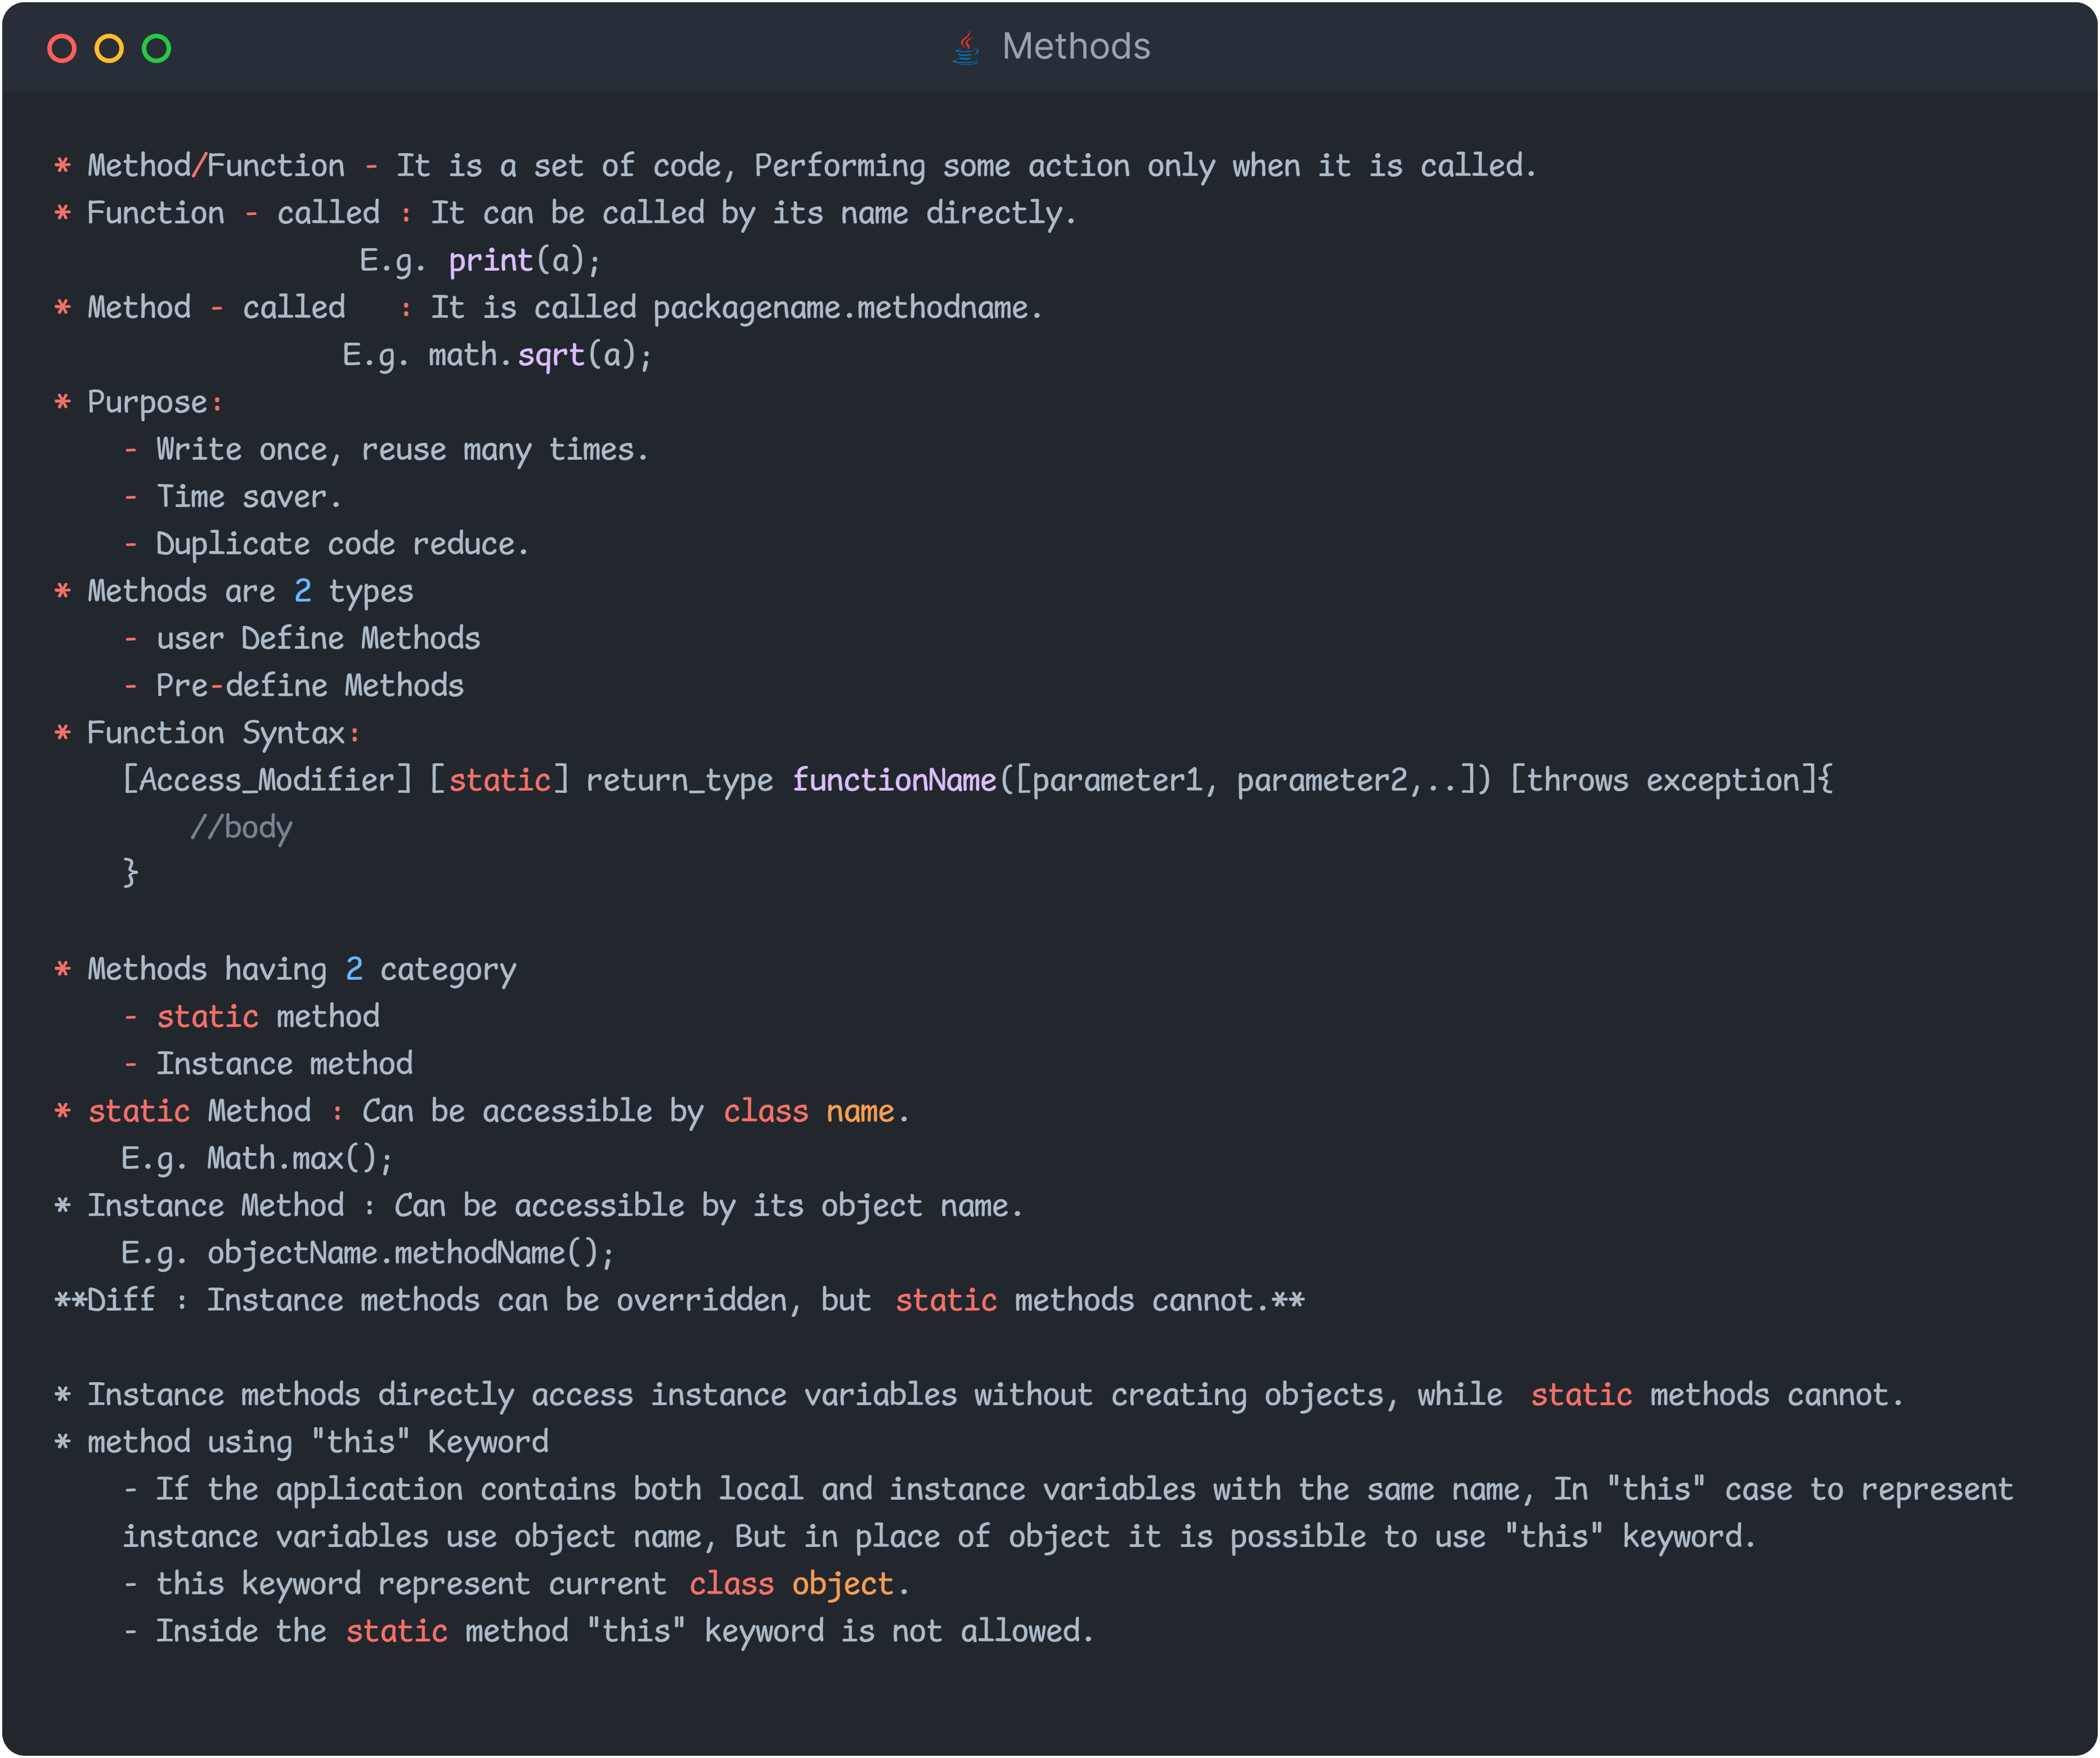 Methods
* Method/Function - It is a set of code, Performing some action only when it is called.
* Function - called : It can be called by its name directly.
E.g. print(a);
* Method - called   : It is called packagename.methodname.
E.g. math.sqrt(a);
* Purpose:
- Write once, reuse many times.
- Time saver.
- Duplicate code reduce.
* Methods are 2 types
- user Define Methods
- Pre-define Methods
* Function Syntax:
[Access_Modifier] [static] return_type functionName([parameter1, parameter2,..]) [throws exception]{
//body
}
* Methods having 2 category
- static method
- Instance method
* static Method : Can be accessible by class name.
E.g. Math.max();
* Instance Method : Can be accessible by its object name.
E.g. objectName.methodName();
**Diff : Instance methods can be overridden, but static methods cannot.**
* Instance methods directly access instance variables without creating objects, while static methods cannot.
* method using "this" Keyword
- If the application contains both local and instance variables with the same name, In "this" case to represent
instance variables use object name, But in place of object it is possible to use "this" keyword.
- this keyword represent current class object.
- Inside the static method "this" keyword is not allowed.